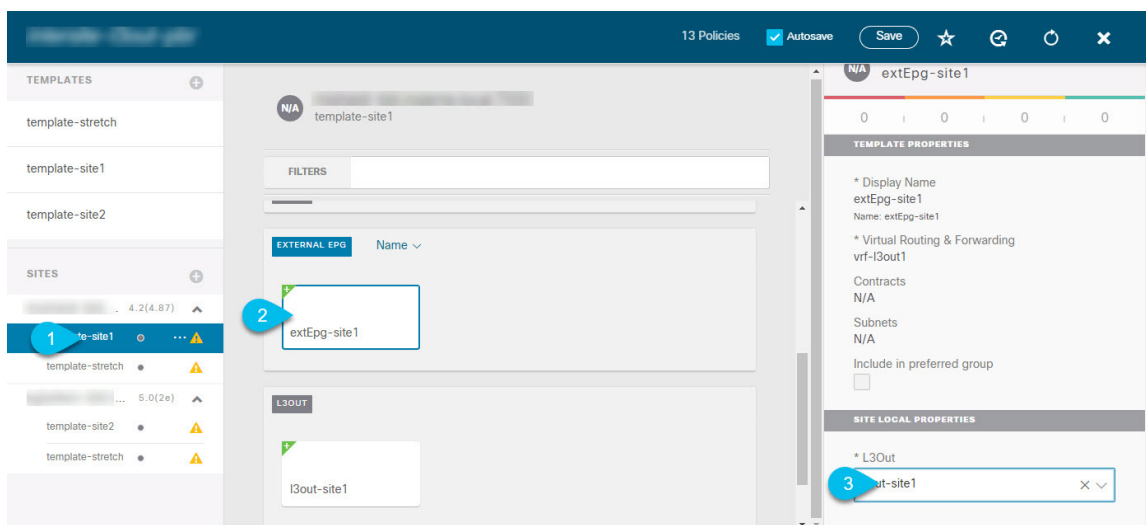 13 Policies
Autosave
Save
TEMPLATES
template-stretch
template-site1
template-site2
SITES
... 4.2(4.87)
1
te-site1
...
template-stretch
... 5.0(2e)
template-site2
template-stretch
N/A
template-site1
FILTERS
EXTERNAL EPG
Name
2
extEpg-site1
L3OUT
l3out-site1
N/A
extEpg-site1
0 0 0 0
TEMPLATE PROPERTIES
* Display Name
extEpg-site1
Name: extEpg-site1
* Virtual Routing & Forwarding
vrf-l3out1
Contracts
N/A
Subnets
N/A
Include in preferred group
SITE LOCAL PROPERTIES
* L3Out
3
ut-site1